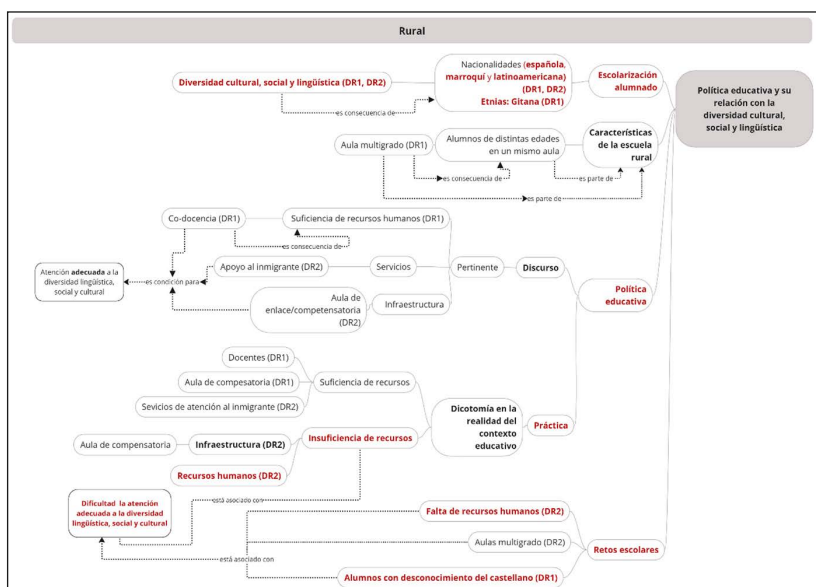 Rural
Diversidad cultural, social y lingüística (DR1, DR2)
Nacionalidades (española,
marroquí y latinoamericana)
(DR1, DR2)
Etnias: Gitana (DR1)
Escolarización
alumnado
Política educativa y su
relación con la
diversidad cultural,
social y lingüística
es consecuencia de
Aula multigrado (DR1)
Alumnos de distintas edades
en un mismo aula
Características
de la escuela
rural
es consecuencia de
es parte de
es parte de
Co-docencia (DR1)
Suficiencia de recursos humanos (DR1)
es consecuencia de
Atención adecuada a la
diversidad lingüística,
social y cultural
es condición para
Apoyo al inmigrante (DR2)
Servicios
Pertinente
Discurso
Aula de
enlace/competensatoria
(DR2)
Infraestructura
Política
educativa
Docentes (DR1)
Aula de compesatoria (DR1)
Suficiencia de recursos
Sevicios de atención al inmigrante (DR2)
Dicotomía en la
realidad del
contexto
educativo
Práctica
Aula de compensatoria
Infraestructura (DR2)
Insuficiencia de recursos
Recursos humanos (DR2)
Dificultad la atención
adecuada a la diversidad
lingüística, social y cultural
está asociado con
Falta de recursos humanos (DR2)
Aulas multigrado (DR2)
Retos escolares
está asociado con
Alumnos con desconocimiento del castellano (DR1)